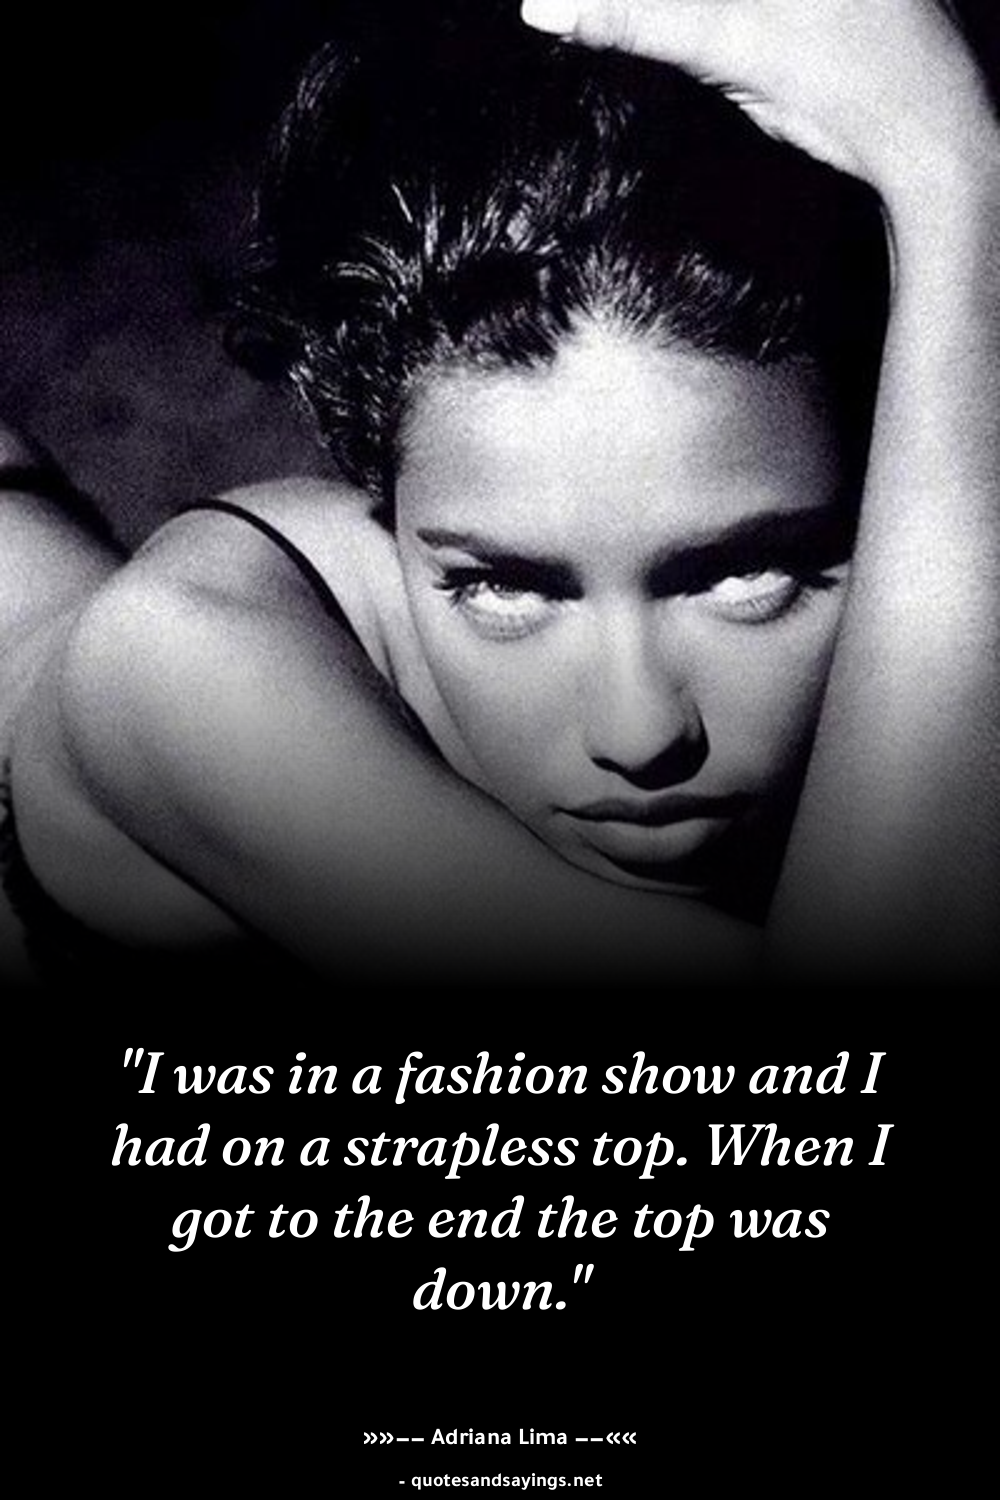 "I was in a fashion show and I
had on a strapless top. When I
got to the end the top was
down."
»»–– Adriana Lima ––««
- quotesandsayings.net